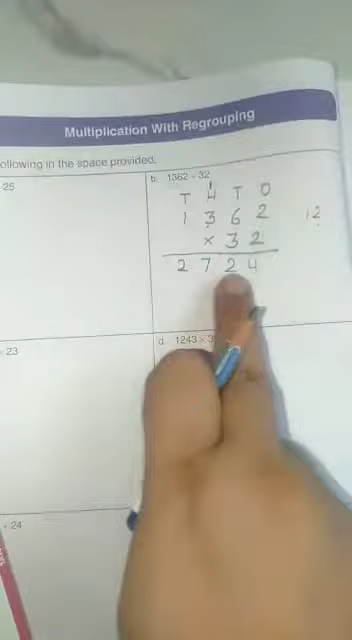 Multiplication With Regrouping
ollowing in the space provided.
25
b. 1362 × 32
T H T O
1
1 3 6 2
12
× 3 2
2 7 2 4
× 23
d. 1243 × 3
× 24